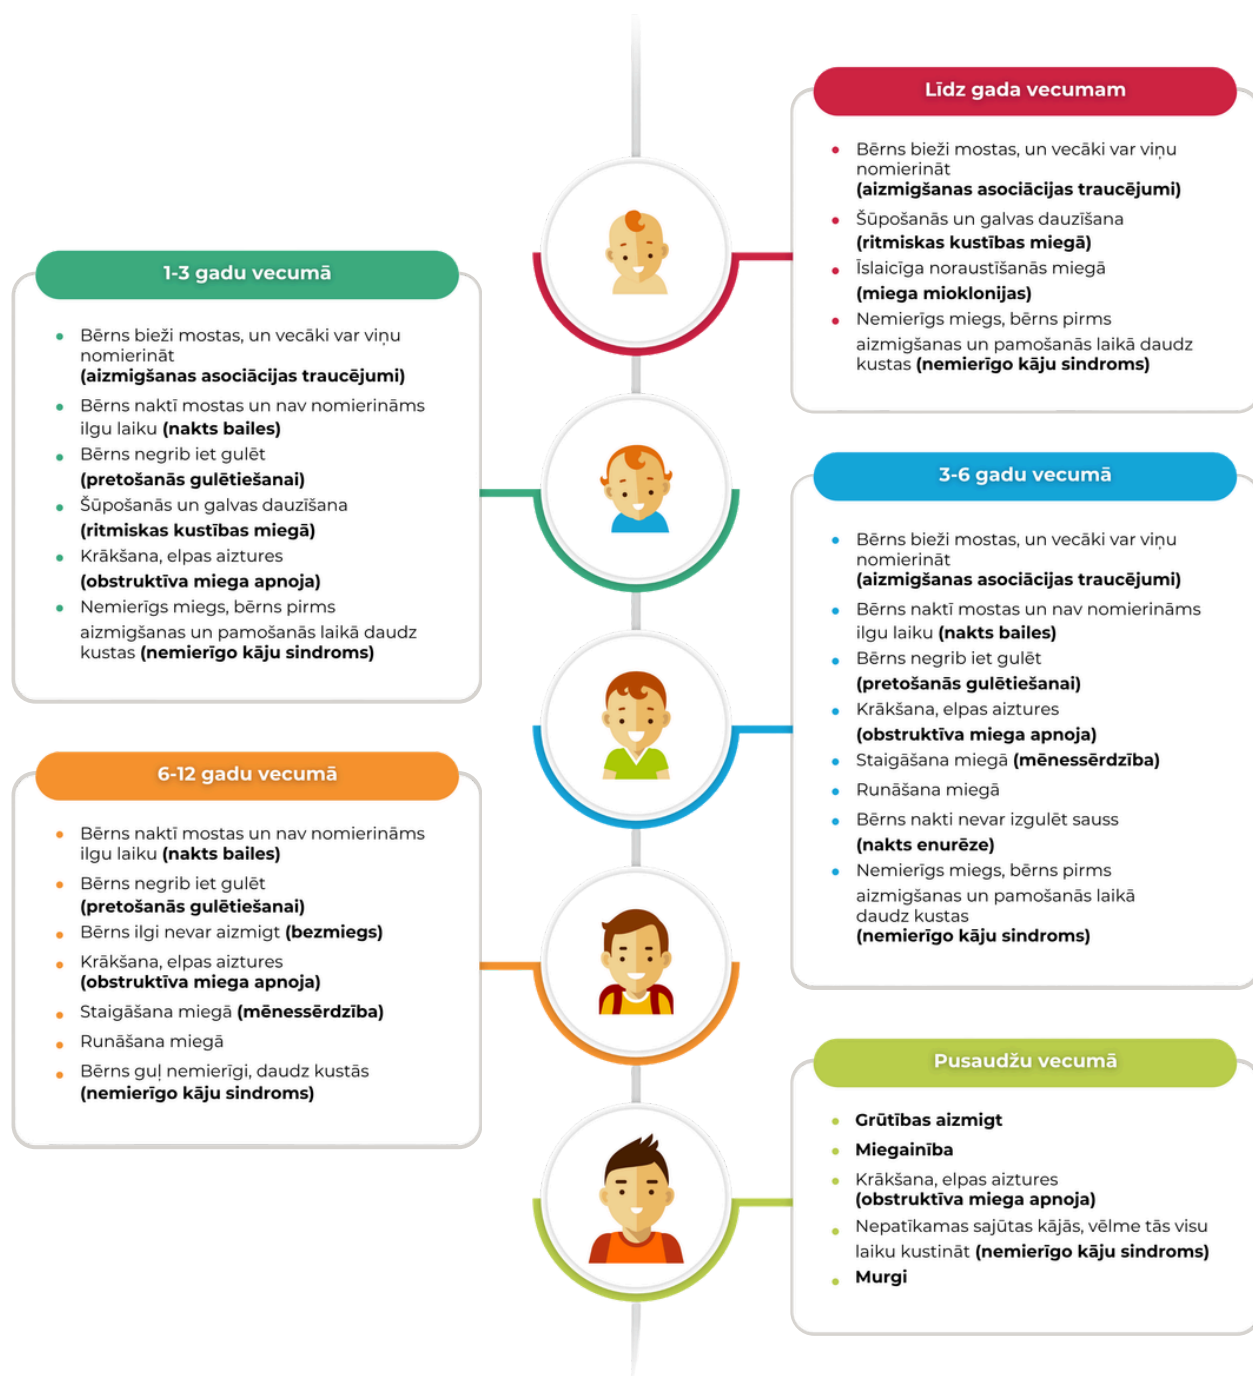 Līdz gada vecumam
Bērns bieži mostas, un vecāki var viņu
nomierināt
(aizmigšanas asociācijas traucējumi)
Šūpošanās un galvas dauzīšana
(ritmiskas kustības miegā)
Īslaicīga noraustīšanās miegā
(miega mioklonijas)
Nemierīgs miegs, bērns pirms
aizmigšanas un pamošanās laikā daudz
kustas (nemierīgo kāju sindroms)
1-3 gadu vecumā
Bērns bieži mostas, un vecāki var viņu
nomierināt
(aizmigšanas asociācijas traucējumi)
Bērns naktī mostas un nav nomierināms
ilgu laiku (nakts bailes)
Bērns negrib iet gulēt
(pretošanās gulētiešanai)
Šūpošanās un galvas dauzīšana
(ritmiskas kustības miegā)
Krākšana, elpas aiztures
(obstruktīva miega apnoja)
Nemierīgs miegs, bērns pirms
aizmigšanas un pamošanās laikā daudz
kustas (nemierīgo kāju sindroms)
3-6 gadu vecumā
Bērns bieži mostas, un vecāki var viņu
nomierināt
(aizmigšanas asociācijas traucējumi)
Bērns naktī mostas un nav nomierināms
ilgu laiku (nakts bailes)
Bērns negrib iet gulēt
(pretošanās gulētiešanai)
Krākšana, elpas aiztures
(obstruktīva miega apnoja)
Staigāšana miegā (mēnessērdzība)
Runāšana miegā
Bērns nakti nevar izgulēt sauss
(nakts enurēze)
Nemierīgs miegs, bērns pirms
aizmigšanas un pamošanās laikā
daudz kustas
(nemierīgo kāju sindroms)
6-12 gadu vecumā
Bērns naktī mostas un nav nomierināms
ilgu laiku (nakts bailes)
Bērns negrib iet gulēt
(pretošanās gulētiešanai)
Bērns ilgi nevar aizmigt (bezmiegs)
Krākšana, elpas aiztures
(obstruktīva miega apnoja)
Staigāšana miegā (mēnessērdzība)
Runāšana miegā
Bērns guļ nemierīgi, daudz kustās
(nemierīgo kāju sindroms)
Pusaudžu vecumā
Grūtības aizmigt
Miegainība
Krākšana, elpas aiztures
(obstruktīva miega apnoja)
Nepatīkamas sajūtas kājās, vēlme tās visu
laiku kustināt (nemierīgo kāju sindroms)
Murgi